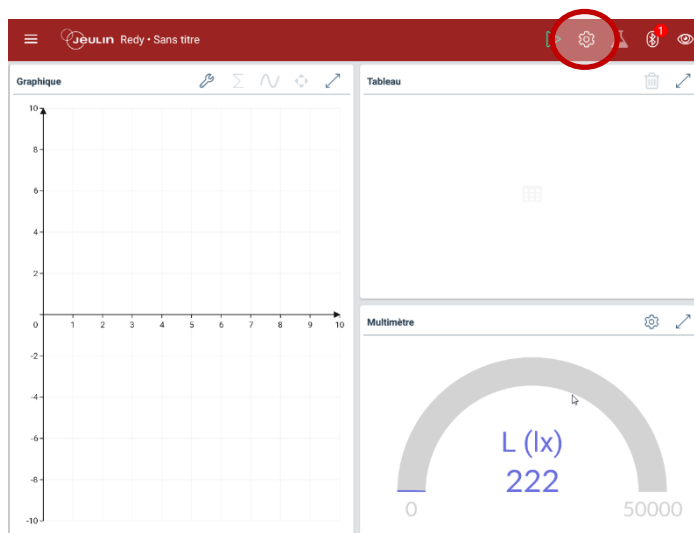 Jeulin Redy • Sans titre
1
Graphique
Tableau
10
8
6
4
2
0 1 2 3 4 5 6 7 8 9 10
-2
-4
-6
-8
-10
Multimètre
L (lx)
222
0 50000